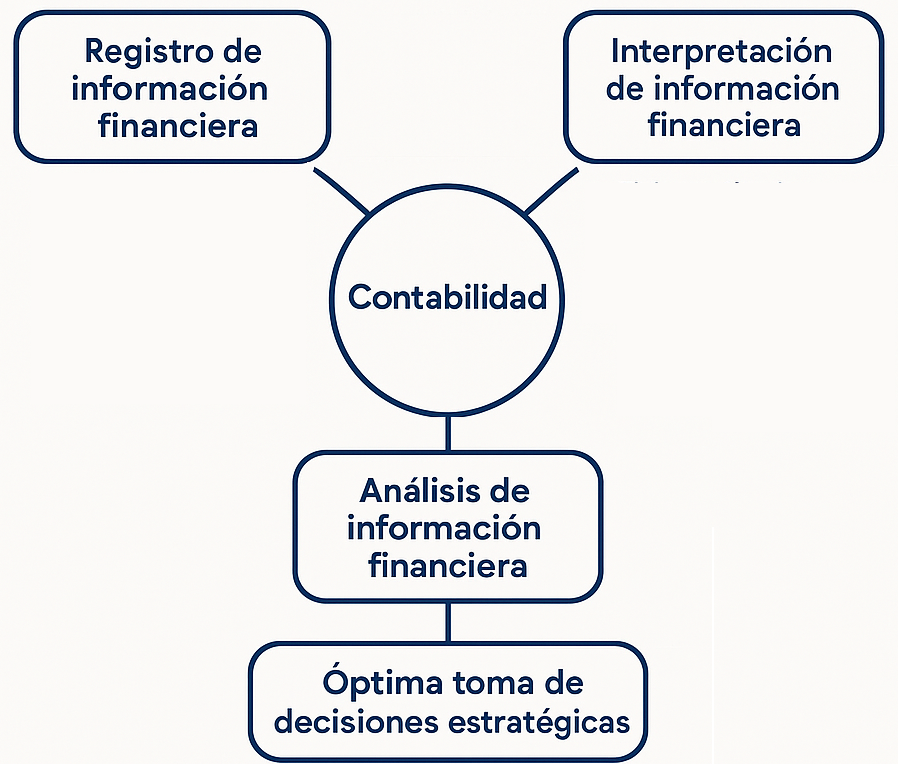 Registro de
información
financiera
Interpretación
de información
financiera
Contabilidad
Análisis de
información
financiera
Óptima toma de
decisiones estratégicas